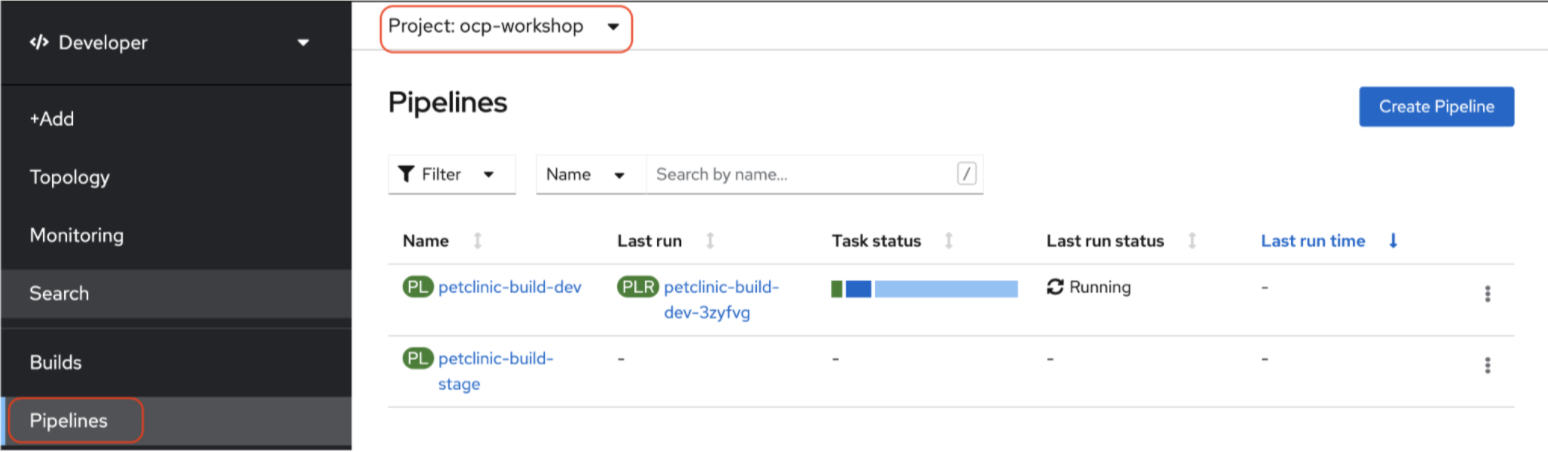 </> Developer
Project: ocp-workshop
+Add
Topology
Monitoring
Search
Builds
Pipelines
Pipelines
Create Pipeline
Filter Name Search by name... /
Name Last run Task status Last run status Last run time
PL petclinic-build-dev PLR petclinic-build- Running -
dev-3zyfvg
PL petclinic-build- - - - -
stage